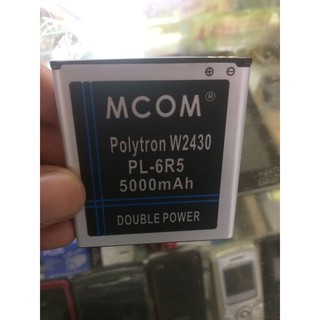 MCOM®
Polytron W2430
PL-6R5
5000mAh
DOUBLE POWER